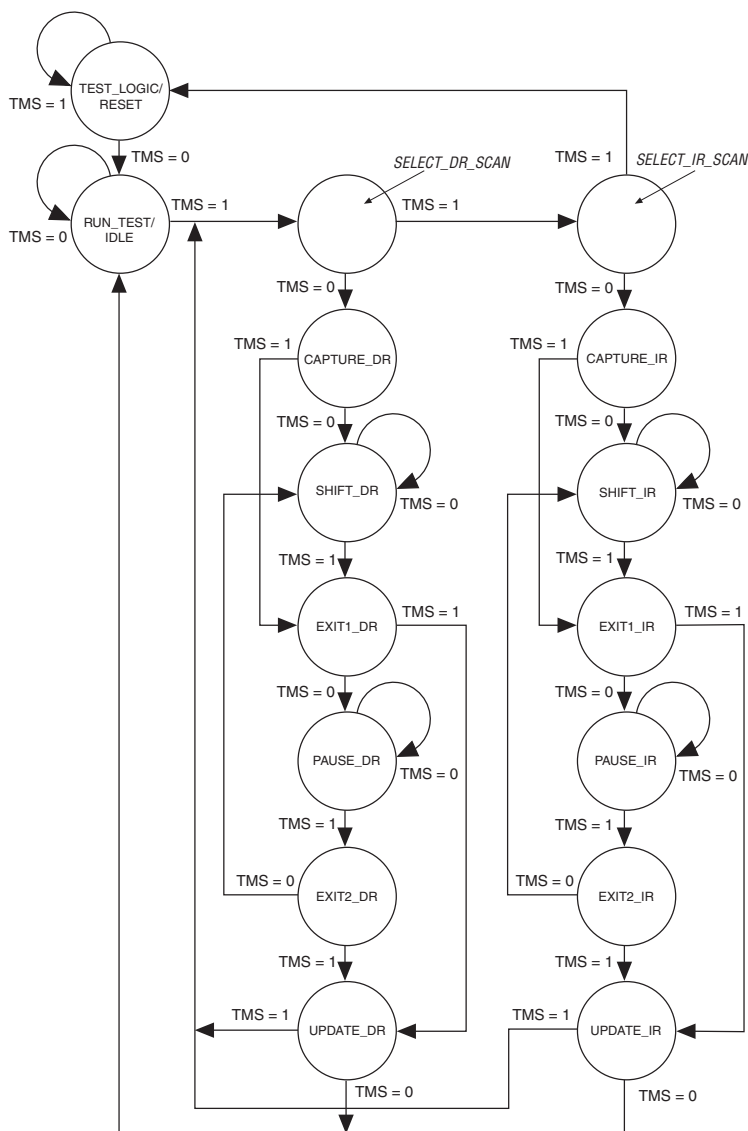 TEST_LOGIC/
RESET
TMS = 1
TMS = 0
TMS = 1
SELECT_DR_SCAN
SELECT_IR_SCAN
RUN_TEST/
IDLE
TMS = 1
TMS = 1
TMS = 0
TMS = 0
TMS = 0
TMS = 1
CAPTURE_DR
TMS = 1
CAPTURE_IR
TMS = 0
TMS = 0
SHIFT_DR
TMS = 0
SHIFT_IR
TMS = 0
TMS = 1
TMS = 1
EXIT1_DR
TMS = 1
EXIT1_IR
TMS = 1
TMS = 0
TMS = 0
PAUSE_DR
TMS = 0
PAUSE_IR
TMS = 0
TMS = 1
TMS = 1
TMS = 0
EXIT2_DR
TMS = 0
EXIT2_IR
TMS = 1
TMS = 1
TMS = 1
UPDATE_DR
TMS = 1
UPDATE_IR
TMS = 0
TMS = 0